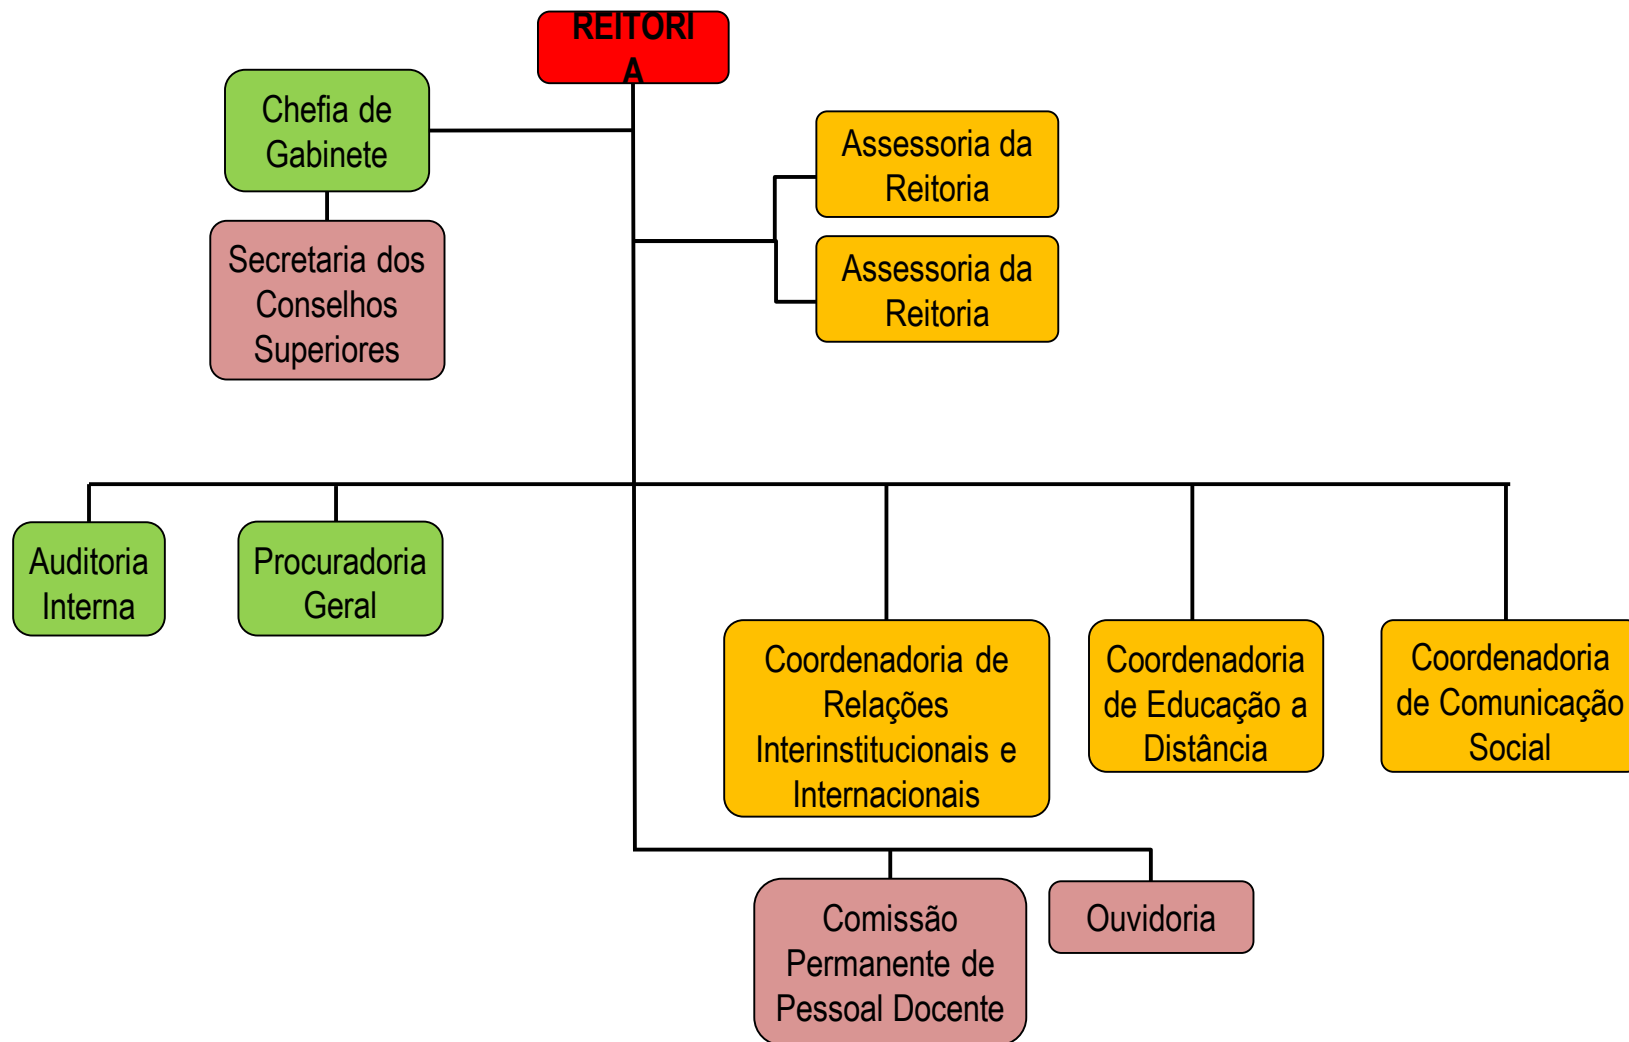 REITORI
A
Chefia de
Gabinete
Assessoria da
Reitoria
Secretaria dos
Conselhos
Superiores
Assessoria da
Reitoria
Auditoria
Interna
Procuradoria
Geral
Coordenadoria de
Relações
Interinstitucionais e
Internacionais
Coordenadoria
de Educação a
Distância
Coordenadoria
de Comunicação
Social
Comissão
Permanente de
Pessoal Docente
Ouvidoria